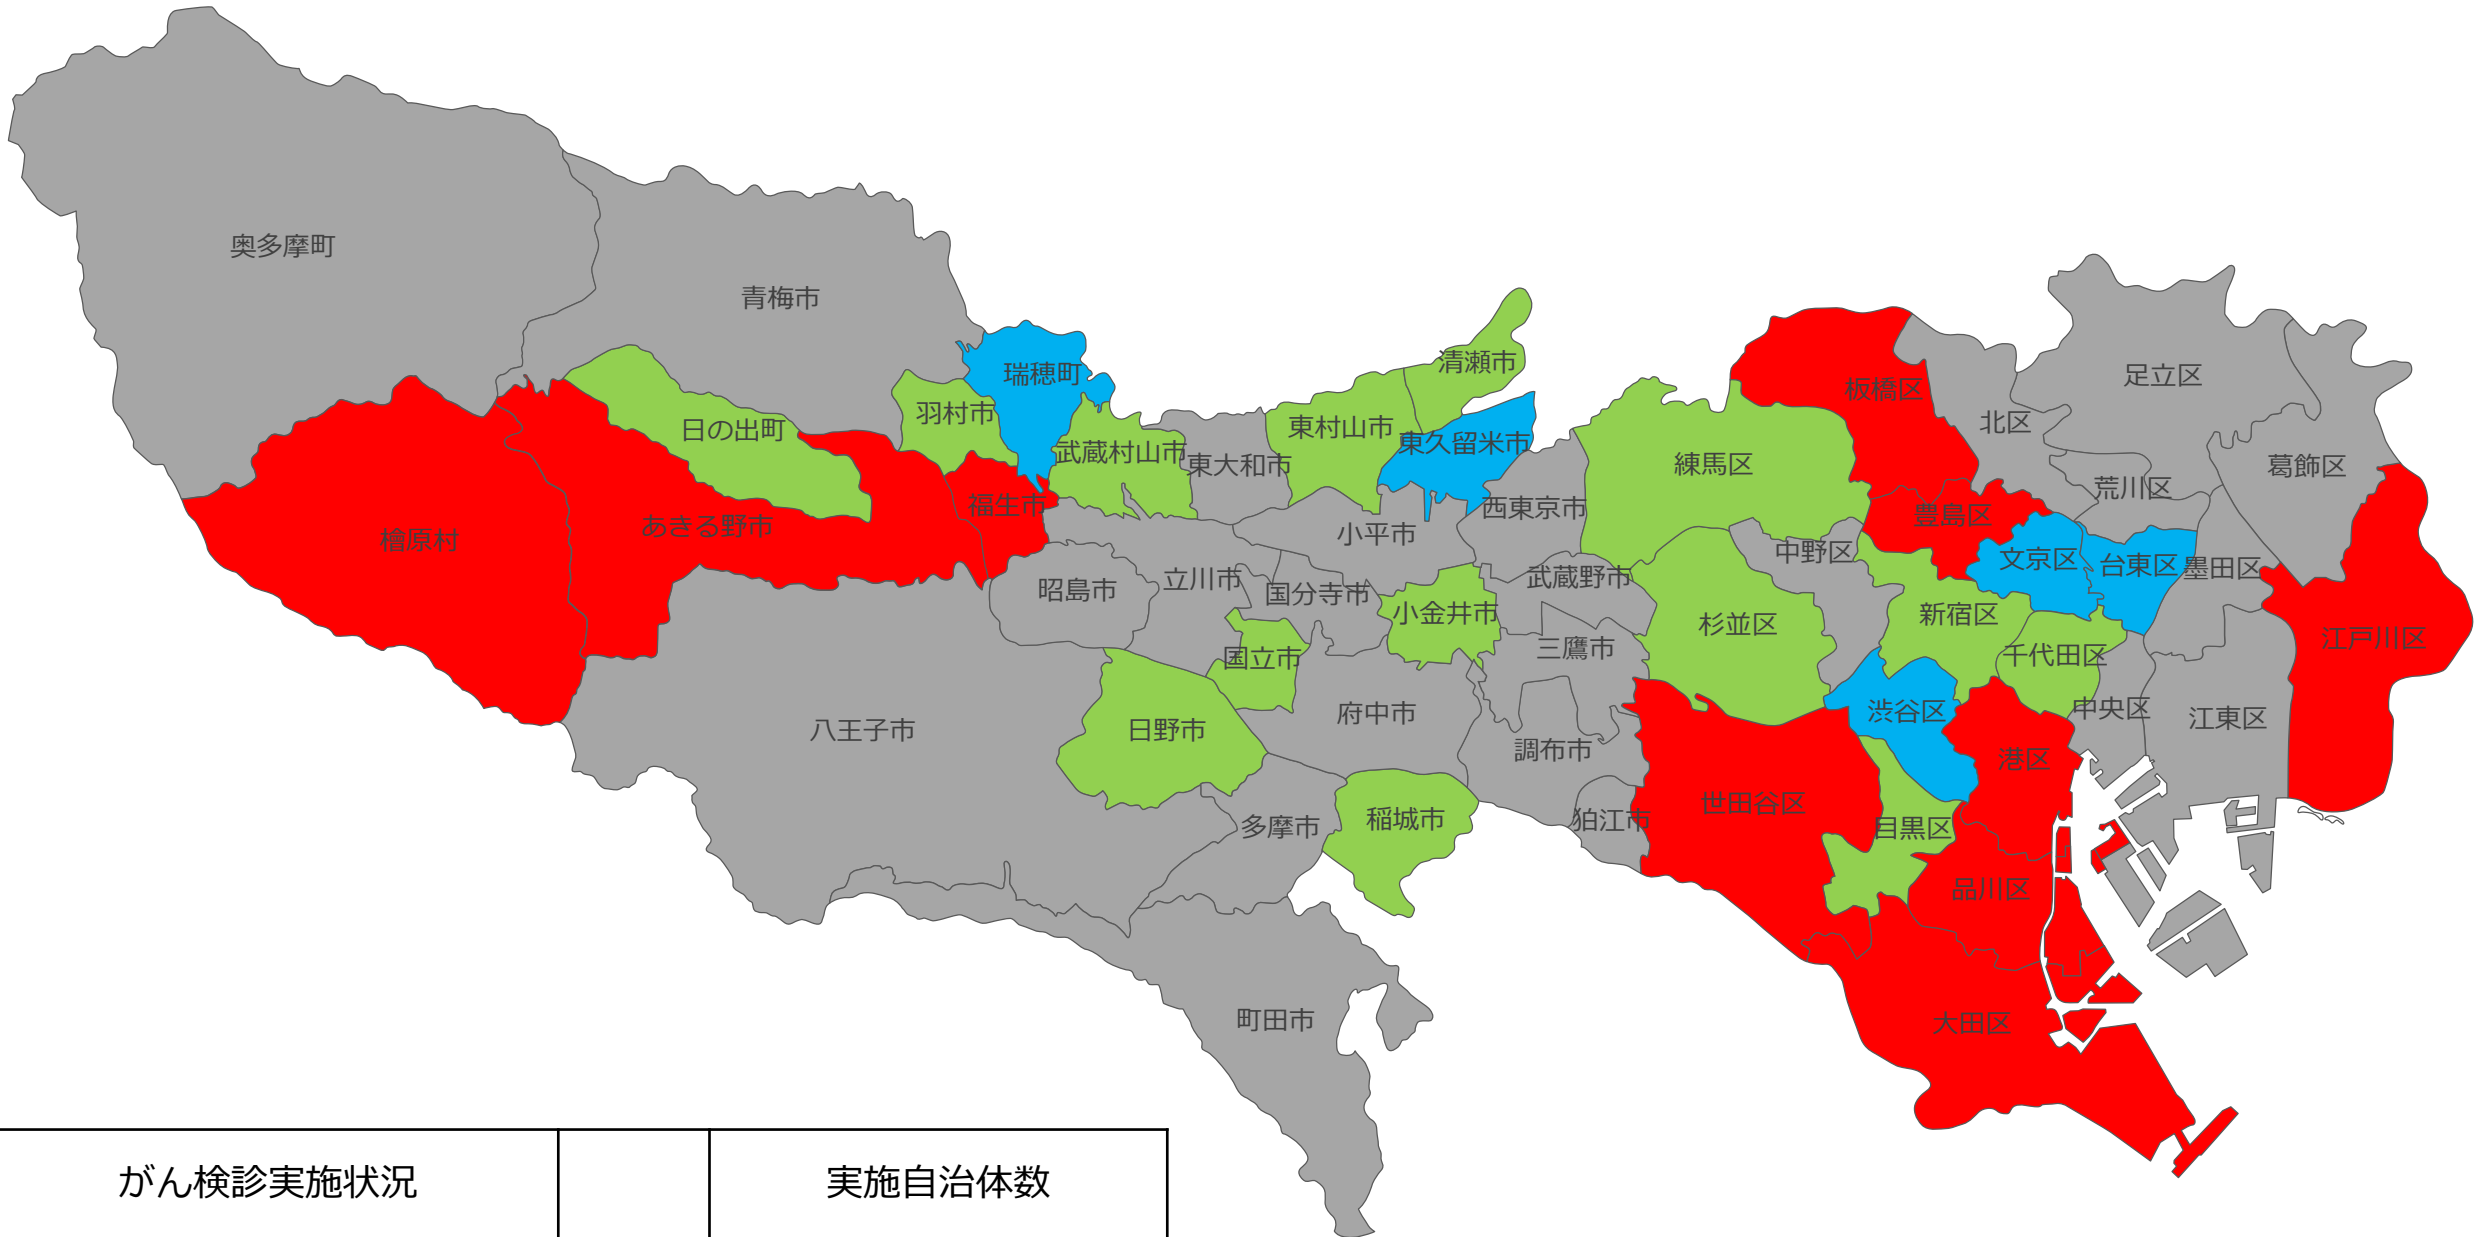 奥多摩町
青梅市
瑞穂町
清瀬市
足立区
板橋区
羽村市
日の出町
東村山市
北区
東久留米市
武蔵村山市
東大和市
練馬区
葛飾区
荒川区
福生市
西東京市
豊島区
あきる野市
小平市
檜原村
中野区
文京区
台東区
墨田区
昭島市
立川市
国分寺市
武蔵野市
小金井市
新宿区
杉並区
江戸川区
三鷹市
国立市
千代田区
八王子市
日野市
府中市
渋谷区
中央区
江東区
調布市
港区
世田谷区
稲城市
狛江市
多摩市
目黒区
品川区
町田市
大田区
がん検診実施状況
実施自治体数